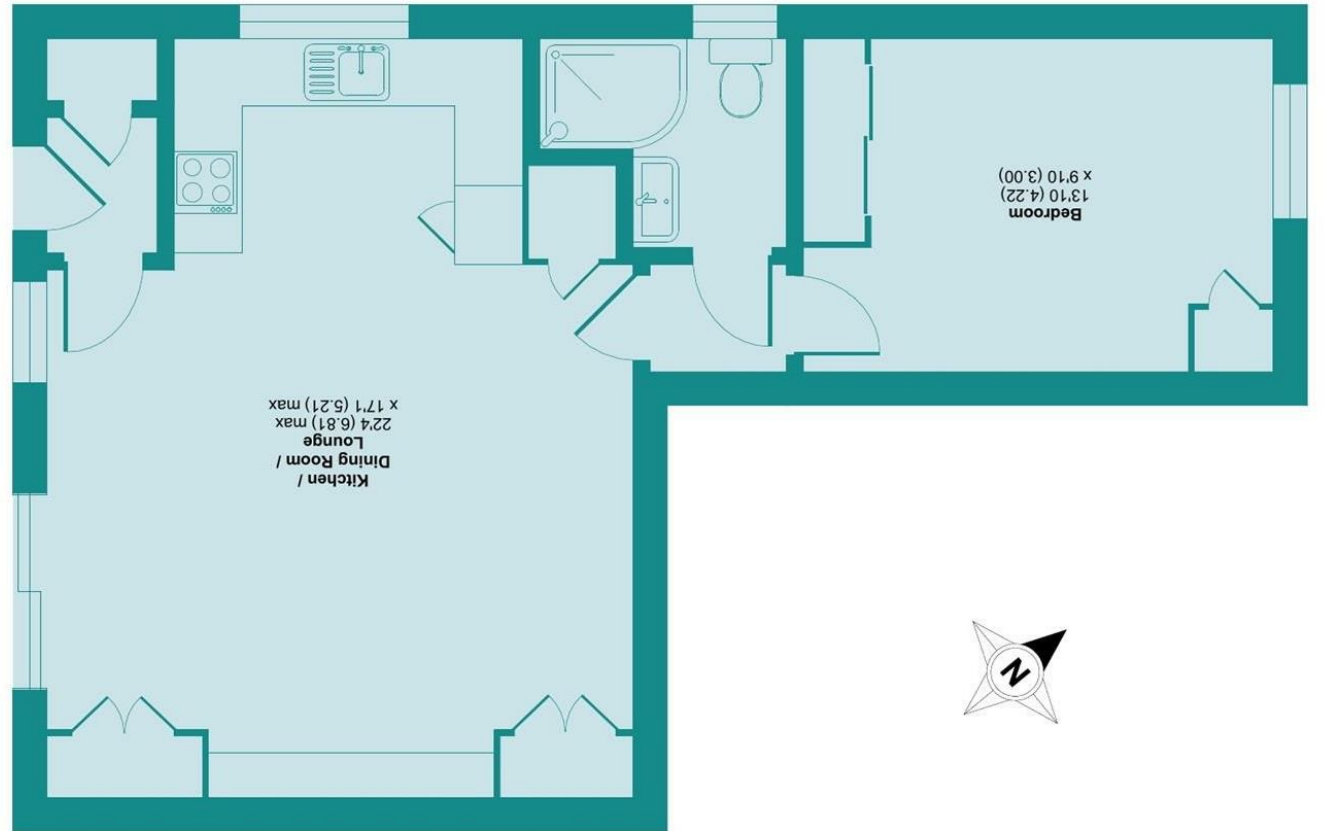 Kitchen /
Dining Room /
Lounge
22'4 (6.81) max
x 17'1 (5.21) max
Bedroom
13'10 (4.22)
x 9'10 (3.00)
N